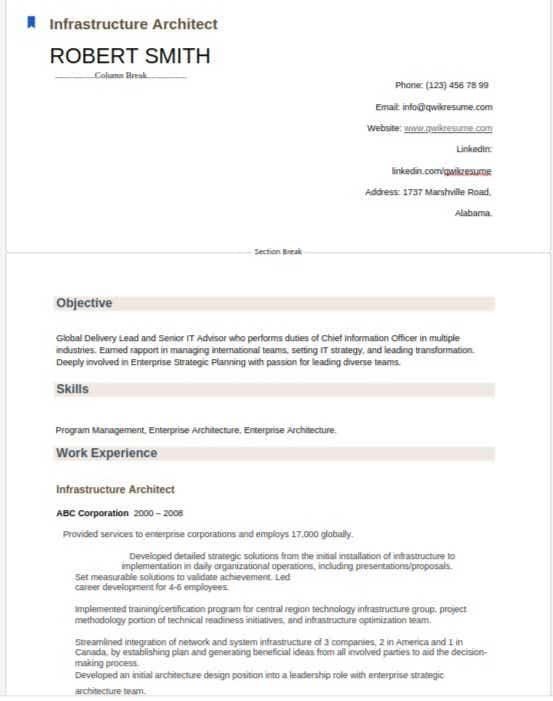 Infrastructure Architect
ROBERT SMITH
Column Break
Phone: (123) 456 78 99
Email: info@qwikresume.com
Website: www.qwikresume.com
LinkedIn:
linkedin.com/qwikresume
Address: 1737 Marshville Road,
Alabama.
Section Break
Objective
Global Delivery Lead and Senior IT Advisor who performs duties of Chief Information Officer in multiple
industries. Earned rapport in managing international teams, setting IT strategy, and leading transformation.
Deeply involved in Enterprise Strategic Planning with passion for leading diverse teams.
Skills
Program Management, Enterprise Architecture, Enterprise Architecture.
Work Experience
Infrastructure Architect
ABC Corporation 2000 – 2008
Provided services to enterprise corporations and employs 17,000 globally.
Developed detailed strategic solutions from the initial installation of infrastructure to
implementation in daily organizational operations, including presentations/proposals.
Set measurable solutions to validate achievement. Led
career development for 4-6 employees.
Implemented training/certification program for central region technology infrastructure group, project
methodology portion of technical readiness initiatives, and infrastructure optimization team.
Streamlined integration of network and system infrastructure of 3 companies, 2 in America and 1 in
Canada, by establishing plan and generating beneficial ideas from all involved parties to aid the decision-
making process.
Developed an initial architecture design position into a leadership role with enterprise strategic
architecture team.